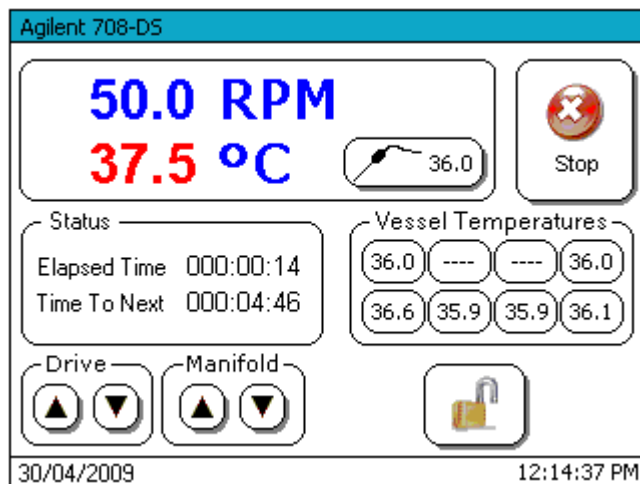 Agilent 708-DS
50.0 RPM
37.5 ºC
36.0
Stop
Status
Elapsed Time 000:00:14
Time To Next 000:04:46
Vessel Temperatures
36.0 ---- ---- 36.0
36.6 35.9 35.9 36.1
Drive
Manifold
30/04/2009
12:14:37 PM